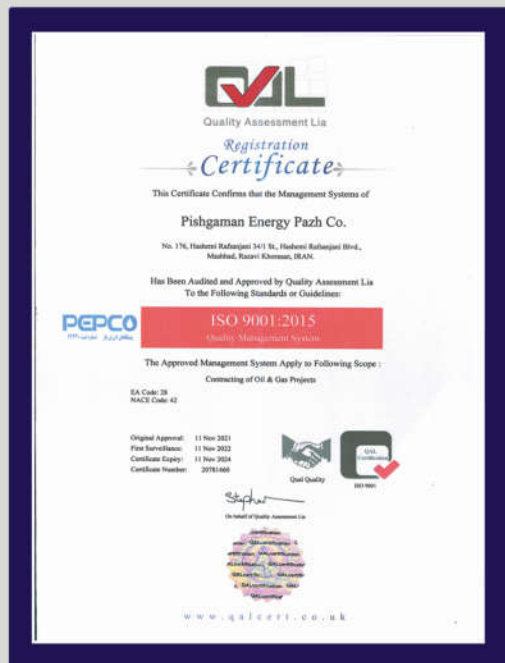 QAL
Quality Assessment Lia
Registration
Certificate
This Certificate Confirms that the Management Systems of
Pishgaman Energy Pazh Co.
No. 176, Hashemi Rafsanjani 34/1 St., Hashemi Rafsanjani Blvd.,
Mashhad, Razavi Khorasan, IRAN.
Has Been Audited and Approved by Quality Assessment Lia
To the Following Standards or Guidelines:
PEPCO
ISO 9001:2015
Quality Management System
The Approved Management System Apply to Following Scope :
Contracting of Oil & Gas Projects
EA Code: 28
NACE Code: 42
Original Approval: 11 Nov 2021
First Surveillance: 11 Nov 2022
Certificate Expiry: 11 Nov 2024
Certificate Number: 20781460
Qual Quality
QAL
Certification
ISO 9001
Stephar
On behalf of Quality Assessment Lia
www.qalcert.co.uk